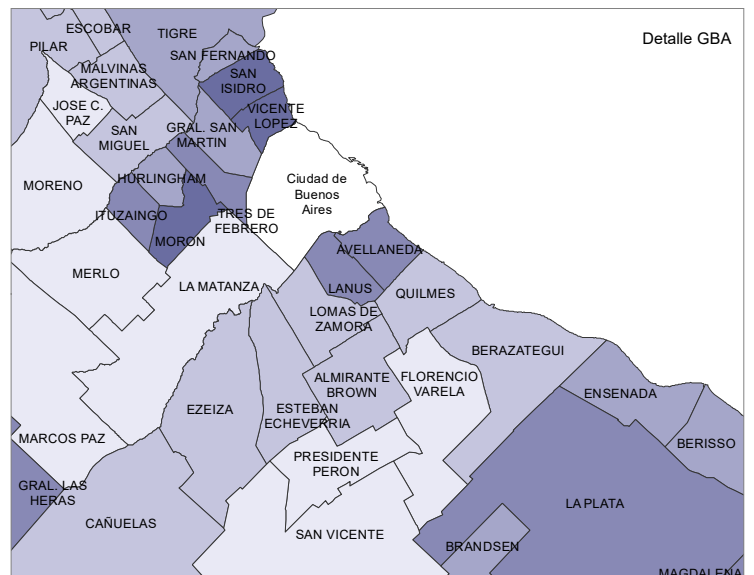 ESCOBAR
TIGRE
Detalle GBA
PILAR
SAN FERNANDO
MALVINAS
ARGENTINAS
SAN
ISIDRO
JOSE C.
PAZ
VICENTE
LOPEZ
SAN
MIGUEL
GRAL. SAN
MARTIN
MORENO
HURLINGHAM
Ciudad de
Buenos
Aires
ITUZAINGO
TRES DE
FEBRERO
MORON
AVELLANEDA
MERLO
LA MATANZA
LANUS
QUILMES
LOMAS DE
ZAMORA
BERAZATEGUI
ALMIRANTE
BROWN
FLORENCIO
VARELA
ENSENADA
EZEIZA
ESTEBAN
ECHEVERRIA
MARCOS PAZ
BERISSO
PRESIDENTE
PERON
GRAL. LAS
HERAS
LA PLATA
CAÑUELAS
SAN VICENTE
BRANDSEN
MAGDALENA